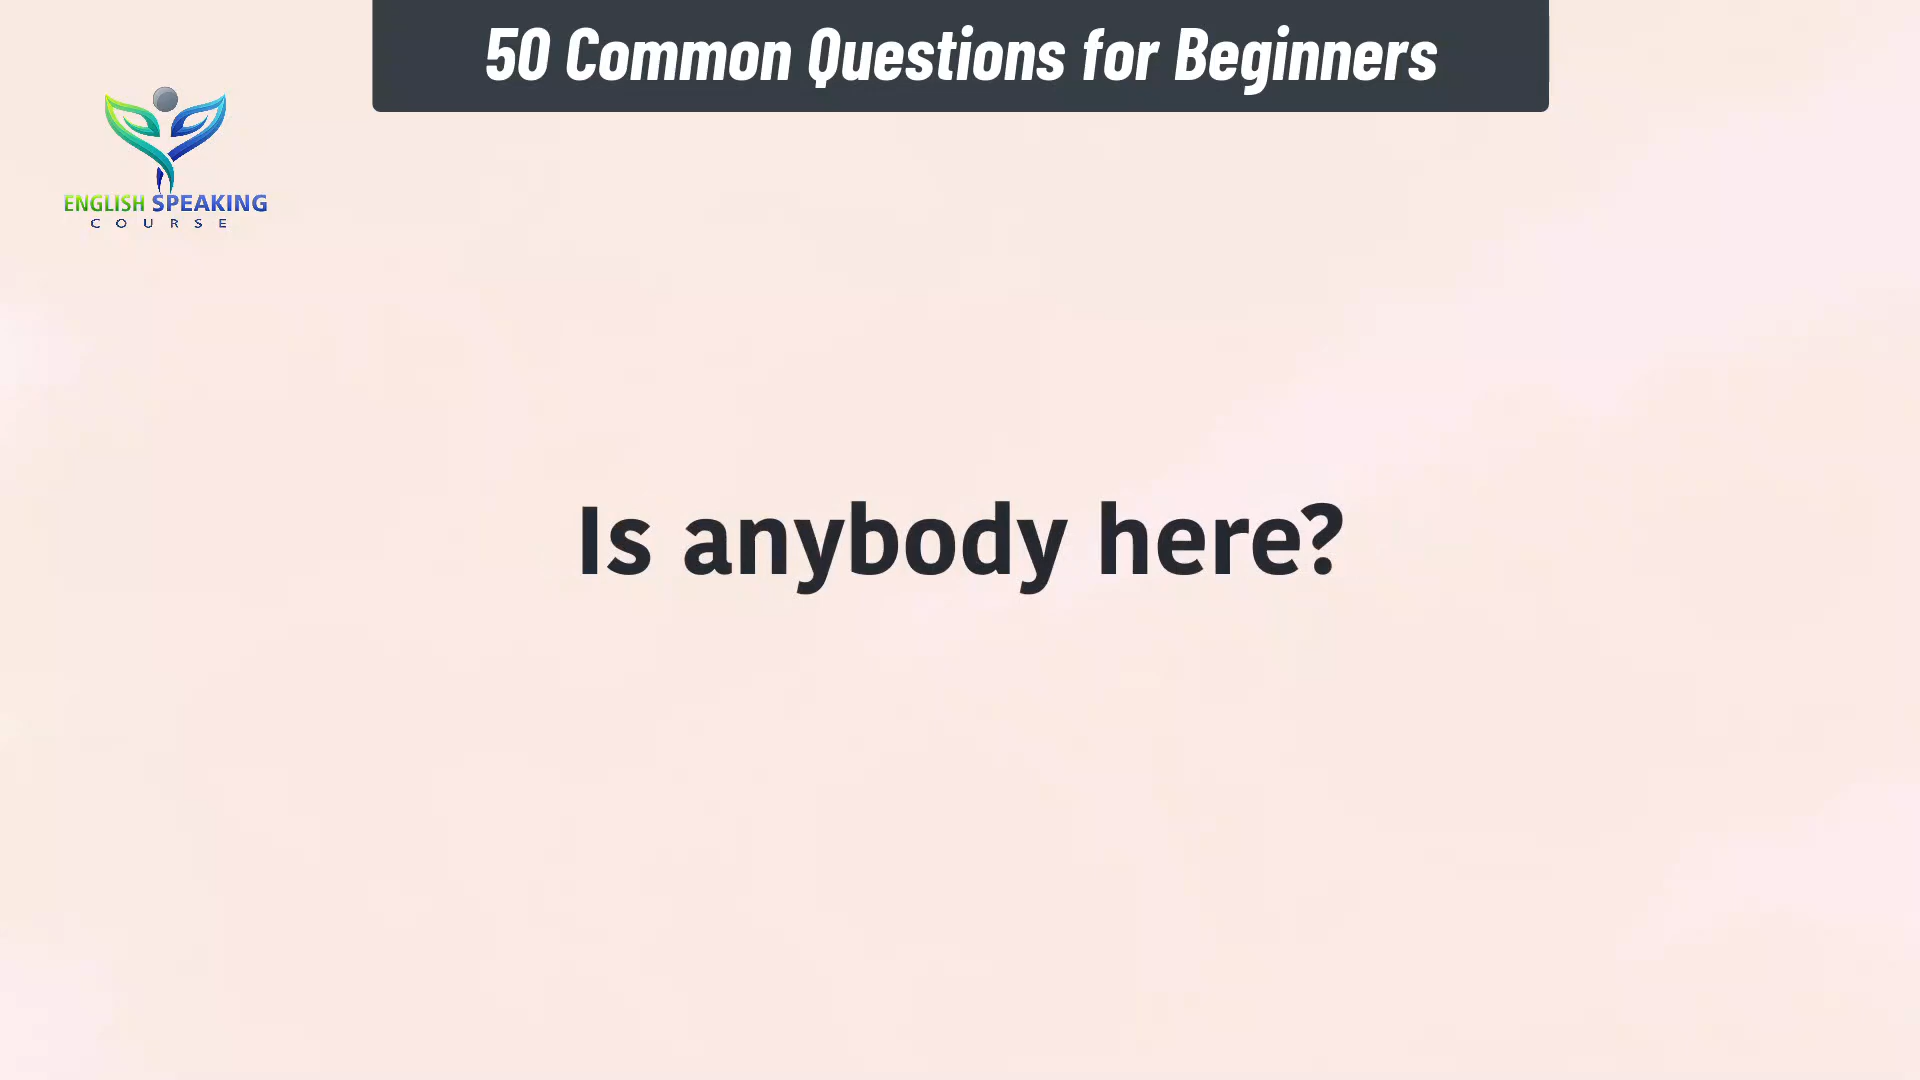 50 Common Questions for Beginners
ENGLISH SPEAKING
COURSE
Is anybody here?